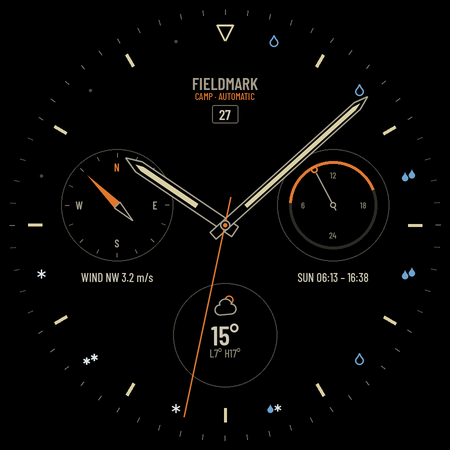 FIELDMARK
CAMP · AUTOMATIC
27
N
W
E
S
12
6
18
24
WIND NW 3.2 m/s
SUN 06:13 – 16:38
15°
L7° H17°